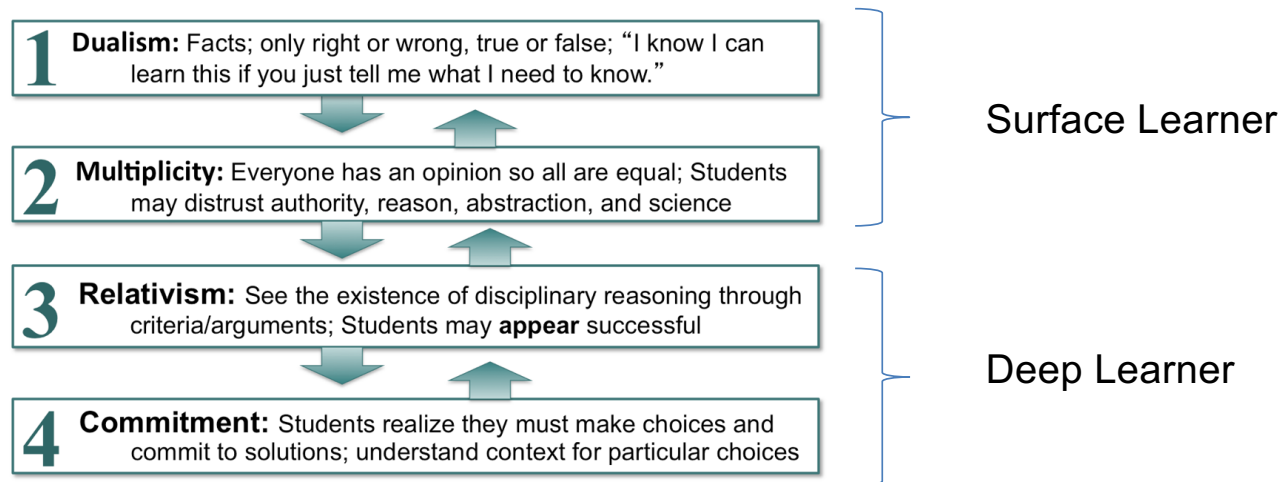 1 Dualism: Facts; only right or wrong, true or false; “I know I can
learn this if you just tell me what I need to know.”
Surface Learner
2 Multiplicity: Everyone has an opinion so all are equal; Students
may distrust authority, reason, abstraction, and science
3 Relativism: See the existence of disciplinary reasoning through
criteria/arguments; Students may appear successful
Deep Learner
4 Commitment: Students realize they must make choices and
commit to solutions; understand context for particular choices